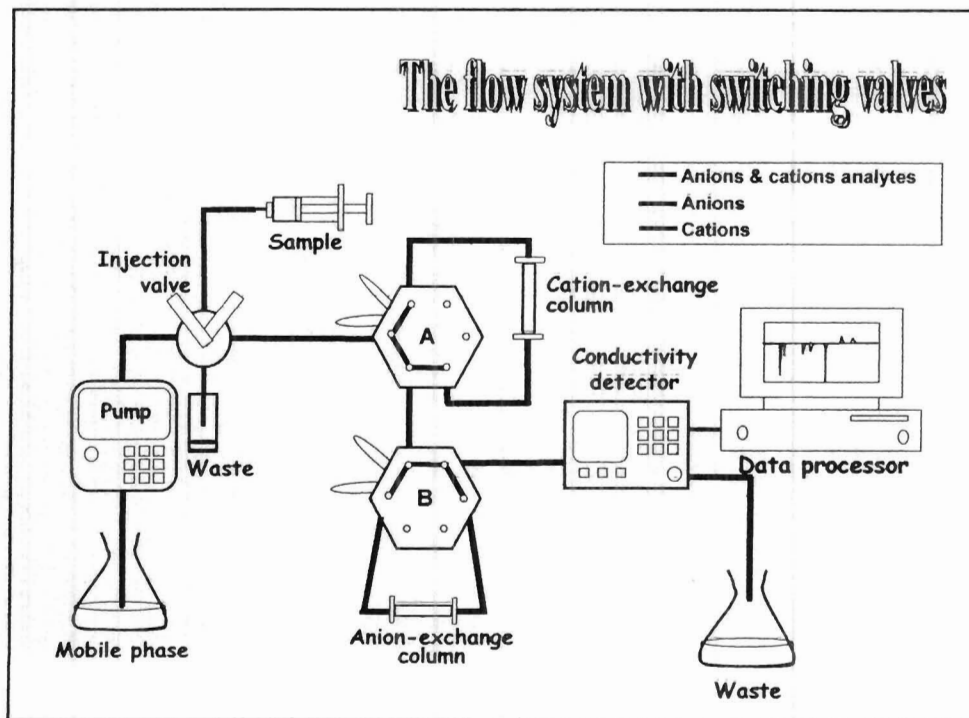 The flow system with switching valves
Anions & cations analytes
Anions
Cations
Sample
Injection
valve
A
Cation-exchange
column
Conductivity
detector
Pump
Waste
Data processor
B
Anion-exchange
column
Mobile phase
Waste